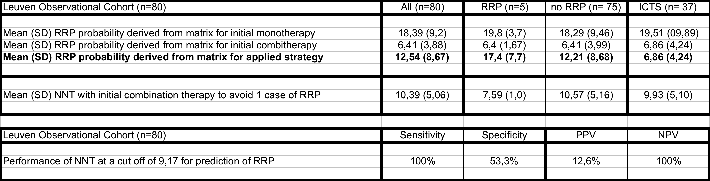 Leuven Observational Cohort (n=80) All (n=80) RRP (n=5) no RRP (n= 75) ICTS (n= 37)
Mean (SD) RRP probability derived from matrix for initial monotherapy 18,39 (9,2) 19,8 (3,7) 18,29 (9,46) 19,51 (09,89)
Mean (SD) RRP probability derived from matrix for initial combitherapy 6,41 (3,88) 6,4 (1,67) 6,41 (3,99) 6,86 (4,24)
Mean (SD) RRP probability derived from matrix for applied strategy 12,54 (8,67) 17,4 (7,7) 12,21 (8,68) 6,86 (4,24)
Mean (SD) NNT with initial combination therapy to avoid 1 case of RRP 10,39 (5,06) 7,59 (1,0) 10,57 (5,16) 9,93 (5,10)
Leuven Observational Cohort (n=80) Sensitivity Specificity PPV NPV
Performance of NNT at a cut off of 9,17 for prediction of RRP 100% 53,3% 12,6% 100%